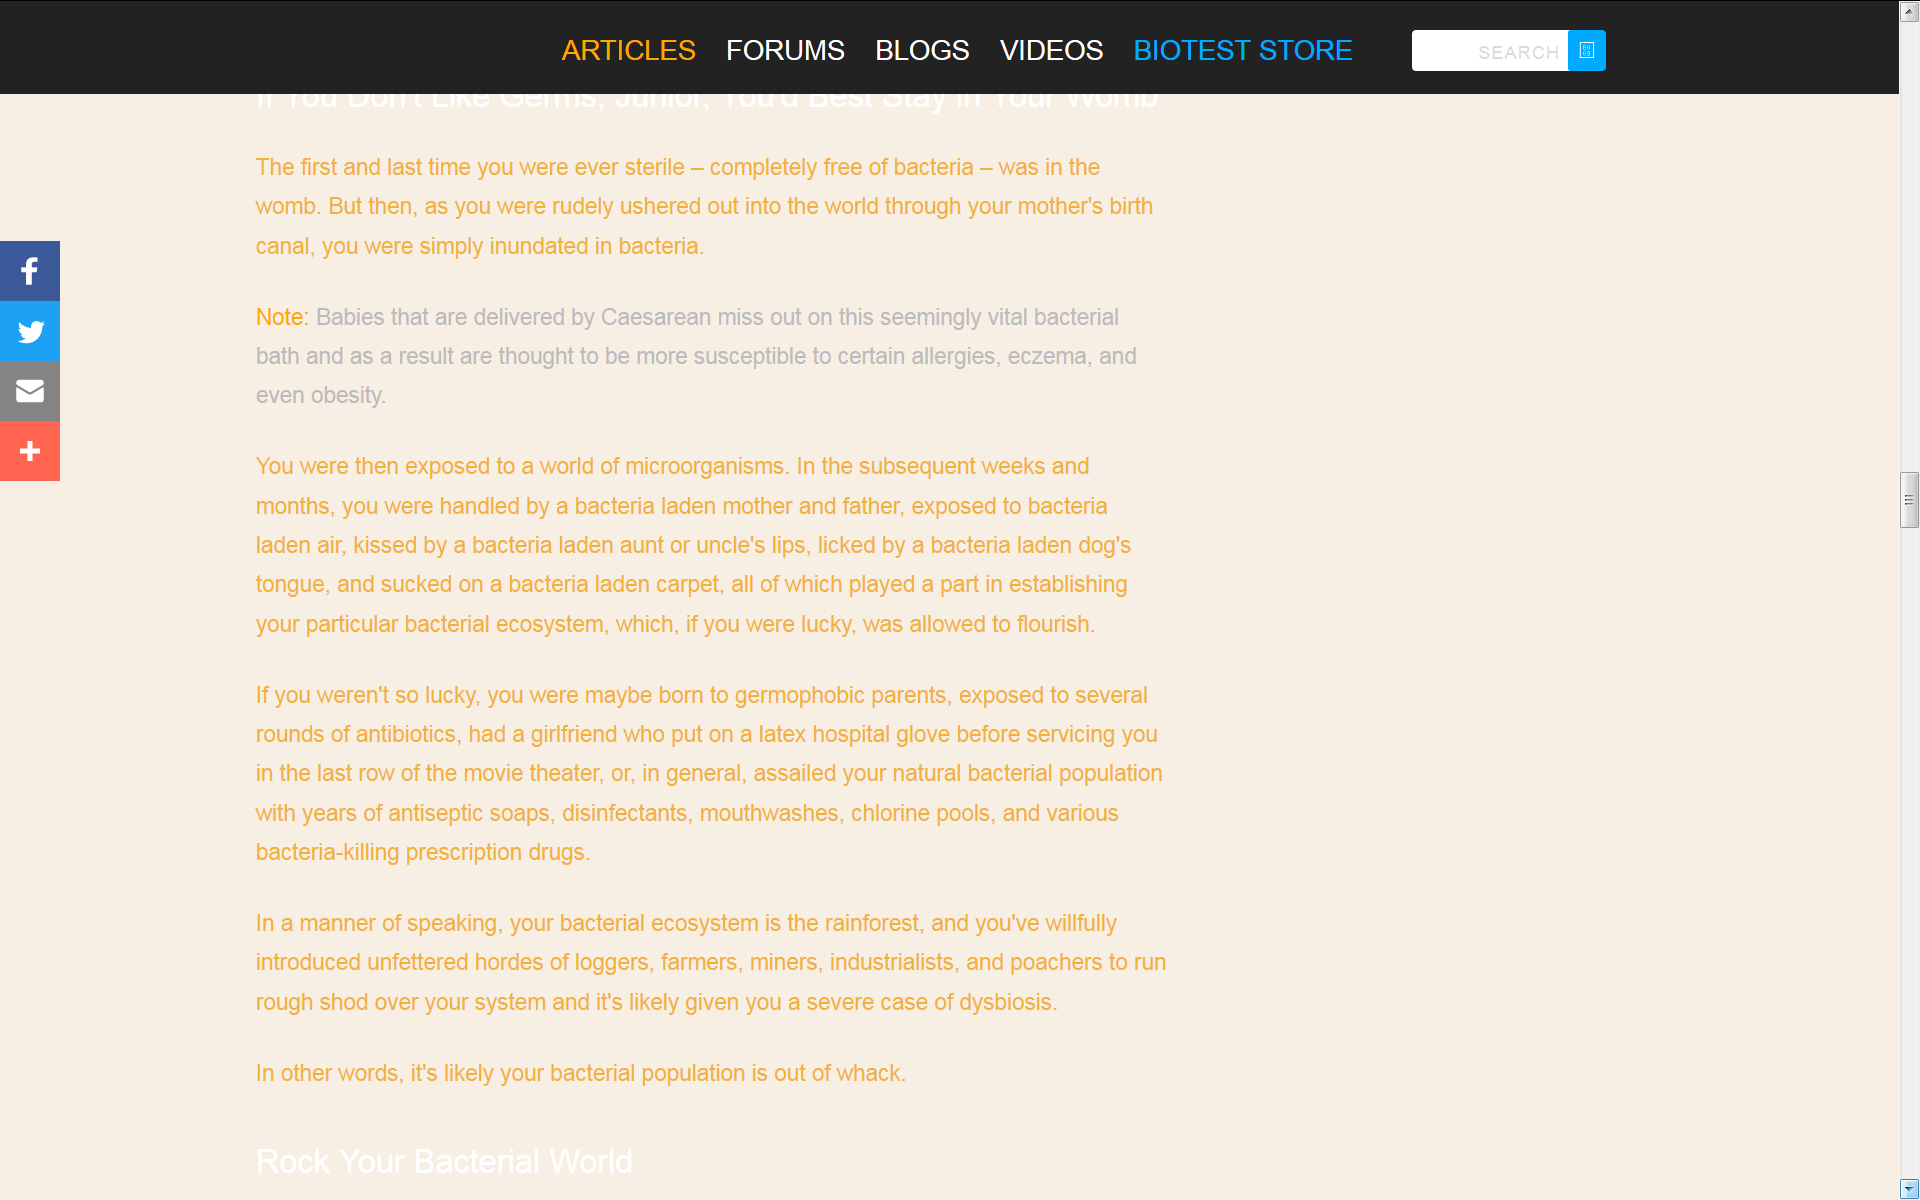 ARTICLES FORUMS BLOGS VIDEOS BIOTEST STORE SEARCH
If You Don't Like Germs, Junior, You'd Best Stay in Your Womb
The first and last time you were ever sterile – completely free of bacteria – was in the
womb. But then, as you were rudely ushered out into the world through your mother's birth
canal, you were simply inundated in bacteria.
Note: Babies that are delivered by Caesarean miss out on this seemingly vital bacterial
bath and as a result are thought to be more susceptible to certain allergies, eczema, and
even obesity.
You were then exposed to a world of microorganisms. In the subsequent weeks and
months, you were handled by a bacteria laden mother and father, exposed to bacteria
laden air, kissed by a bacteria laden aunt or uncle's lips, licked by a bacteria laden dog's
tongue, and sucked on a bacteria laden carpet, all of which played a part in establishing
your particular bacterial ecosystem, which, if you were lucky, was allowed to flourish.
If you weren't so lucky, you were maybe born to germophobic parents, exposed to several
rounds of antibiotics, had a girlfriend who put on a latex hospital glove before servicing you
in the last row of the movie theater, or, in general, assailed your natural bacterial population
with years of antiseptic soaps, disinfectants, mouthwashes, chlorine pools, and various
bacteria-killing prescription drugs.
In a manner of speaking, your bacterial ecosystem is the rainforest, and you've willfully
introduced unfettered hordes of loggers, farmers, miners, industrialists, and poachers to run
rough shod over your system and it's likely given you a severe case of dysbiosis.
In other words, it's likely your bacterial population is out of whack.
Rock Your Bacterial World